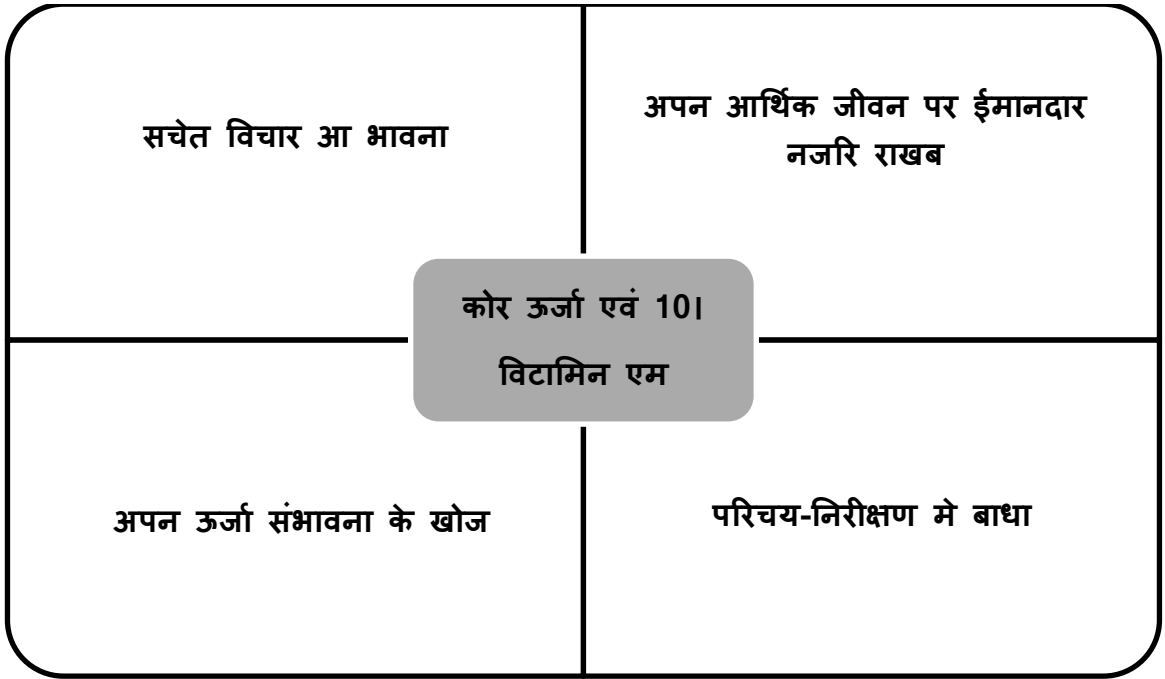 सचेत विचार आ भावना
अपन आर्थिक जीवन पर ईमानदार
नजरि राखब
कोर ऊर्जा एवं 10।
विटामिन एम
अपन ऊर्जा संभावना के खोज
परिचय-निरीक्षण मे बाधा